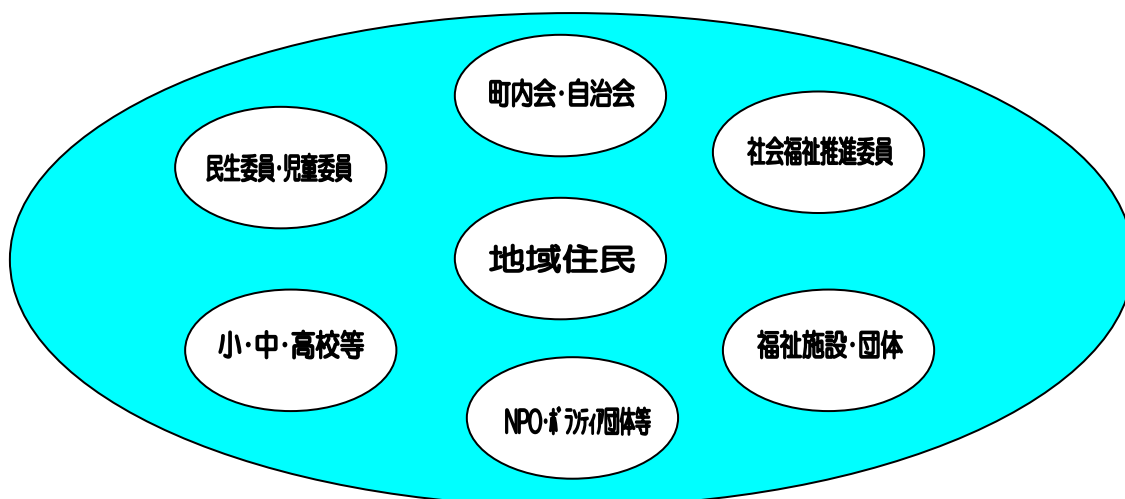 町内会・自治会
社会福祉推進委員
民生委員・児童委員
地域住民
小・中・高校等
福祉施設・団体
NPO・ボランティア団体等